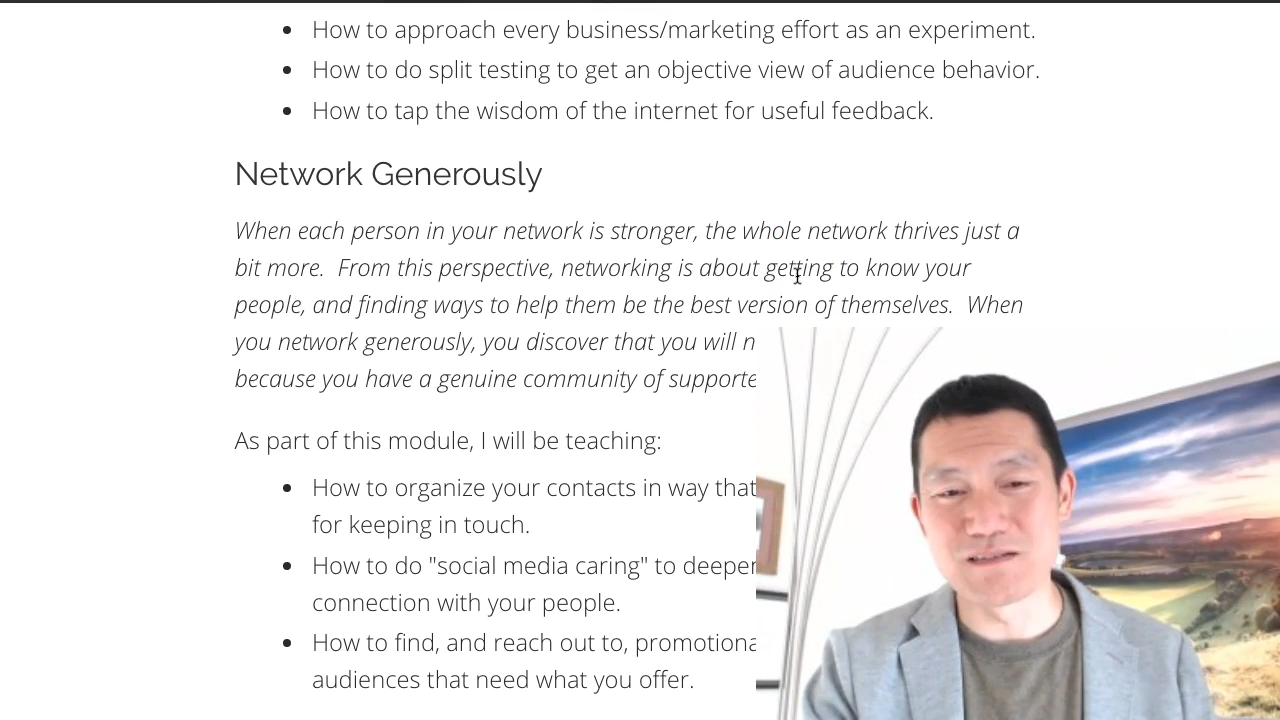 How to approach every business/marketing effort as an experiment.
How to do split testing to get an objective view of audience behavior.
How to tap the wisdom of the internet for useful feedback.
Network Generously
When each person in your network is stronger, the whole network thrives just a
bit more. From this perspective, networking is about getting to know your
people, and finding ways to help them be the best version of themselves. When
you network generously, you discover that you will
because you have a genuine community of
As part of this module, I will be teaching:
How to organize your contacts in way that
for keeping in touch.
How to do "social media caring" to
connection with your people.
How to find, and reach out to,
audiences that need what you offer.